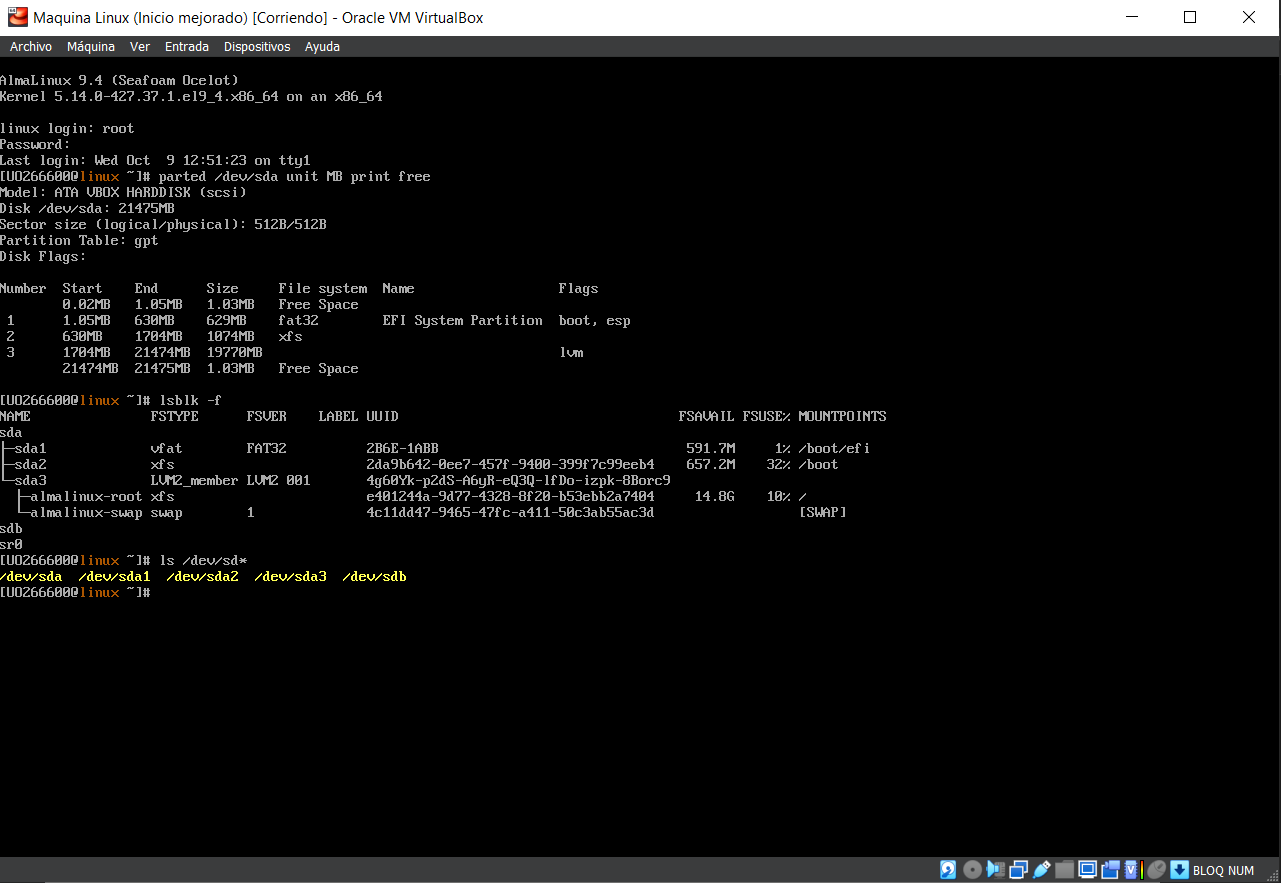 Maquina Linux (Inicio mejorado) [Corriendo] - Oracle VM VirtualBox
Archivo Máquina Ver Entrada Dispositivos Ayuda
AlmaLinux 9.4 (Seafoam Ocelot)
Kernel 5.14.0-427.37.1.el9_4.x86_64 on an x86_64
linux login: root
Password:
Last login: Wed Oct  9 12:51:23 on tty1
[UO266600@linux ~]# parted /dev/sda unit MB print free
Model: ATA VBOX HARDDISK (scsi)
Disk /dev/sda: 21475MB
Sector size (logical/physical): 512B/512B
Partition Table: gpt
Disk Flags:
Number  Start    End      Size     File system  Name                  Flags
        0.02MB   1.05MB   1.03MB   Free Space
 1      1.05MB   630MB    629MB    fat32        EFI System Partition  boot, esp
 2      630MB    1704MB   1074MB   xfs
 3      1704MB   21474MB  19770MB                                     lvm
        21474MB  21475MB  1.03MB   Free Space
[UO266600@linux ~]# lsblk -f
NAME               FSTYPE      FSVER    LABEL UUID                                   FSAVAIL FSUSE% MOUNTPOINTS
sda
├─sda1             vfat        FAT32          2B6E-1ABB                               591.7M     1% /boot/efi
├─sda2             xfs                        2da9b642-0ee7-457f-9400-399f7c99eeb4    657.2M    32% /boot
└─sda3             LVM2_member LVM2 001       4g60Yk-p2dS-A6yR-eQ3Q-lfDo-izpk-8Borc9
  ├─almalinux-root xfs                        e401244a-9d77-4328-8f20-b53ebb2a7404     14.8G    10% /
  └─almalinux-swap swap        1              4c11dd47-9465-47fc-a411-50c3ab55ac3d                  [SWAP]
sdb
sr0
[UO266600@linux ~]# ls /dev/sd*
/dev/sda  /dev/sda1  /dev/sda2  /dev/sda3  /dev/sdb
[UO266600@linux ~]#
BLOQ NUM